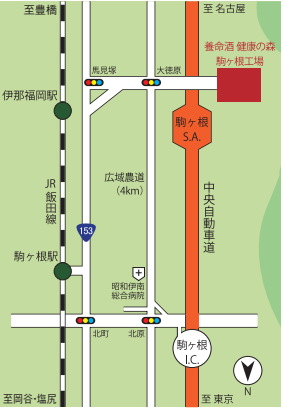 至豊橋
至 名古屋
養命酒 健康の森
駒ヶ根工場
馬見塚
大徳原
伊那福岡駅
駒ヶ根
S.A.
JR飯田線
広域農道
（4km）
中央自動車道
153
駒ヶ根駅
昭和伊南
総合病院
北町
北原
駒ヶ根
I.C.
N
至岡谷・塩尻
至 東京